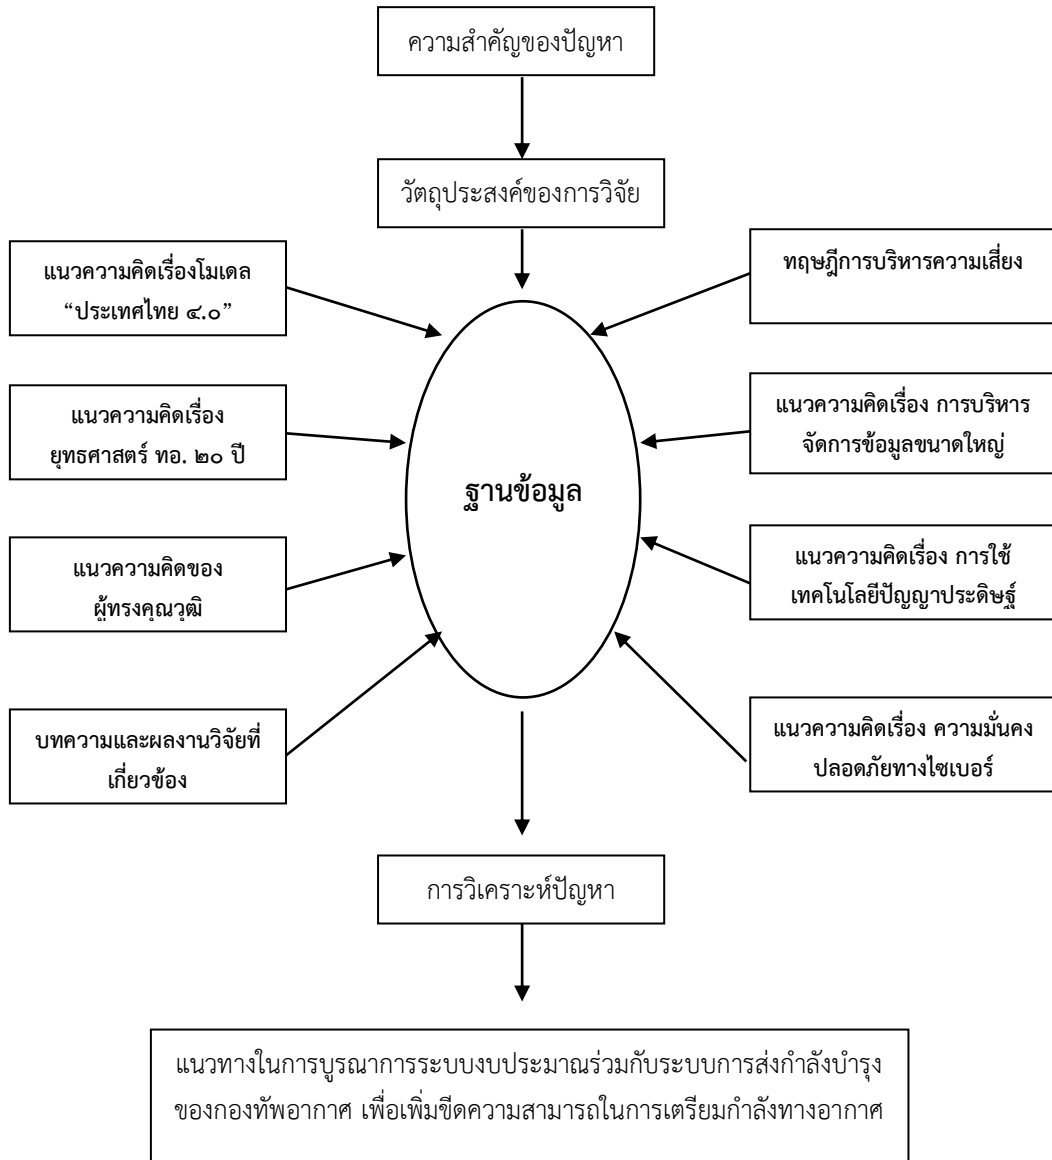 ความสำคัญของปัญหา
วัตถุประสงค์ของการวิจัย
แนวความคิดเรื่องโมเดล
“ประเทศไทย ๔.๐”
แนวความคิดเรื่อง
ยุทธศาสตร์ ทอ. ๒๐ ปี
แนวความคิดของ
ผู้ทรงคุณวุฒิ
บทความและผลงานวิจัยที่
เกี่ยวข้อง
ฐานข้อมูล
ทฤษฎีการบริหารความเสี่ยง
แนวความคิดเรื่อง การบริหาร
จัดการข้อมูลขนาดใหญ่
แนวความคิดเรื่อง การใช้
เทคโนโลยีปัญญาประดิษฐ์
แนวความคิดเรื่อง ความมั่นคง
ปลอดภัยทางไซเบอร์
การวิเคราะห์ปัญหา
แนวทางในการบูรณาการระบบงบประมาณร่วมกับระบบการส่งกำลังบำรุง
ของกองทัพอากาศ เพื่อเพิ่มขีดความสามารถในการเตรียมกำลังทางอากาศ